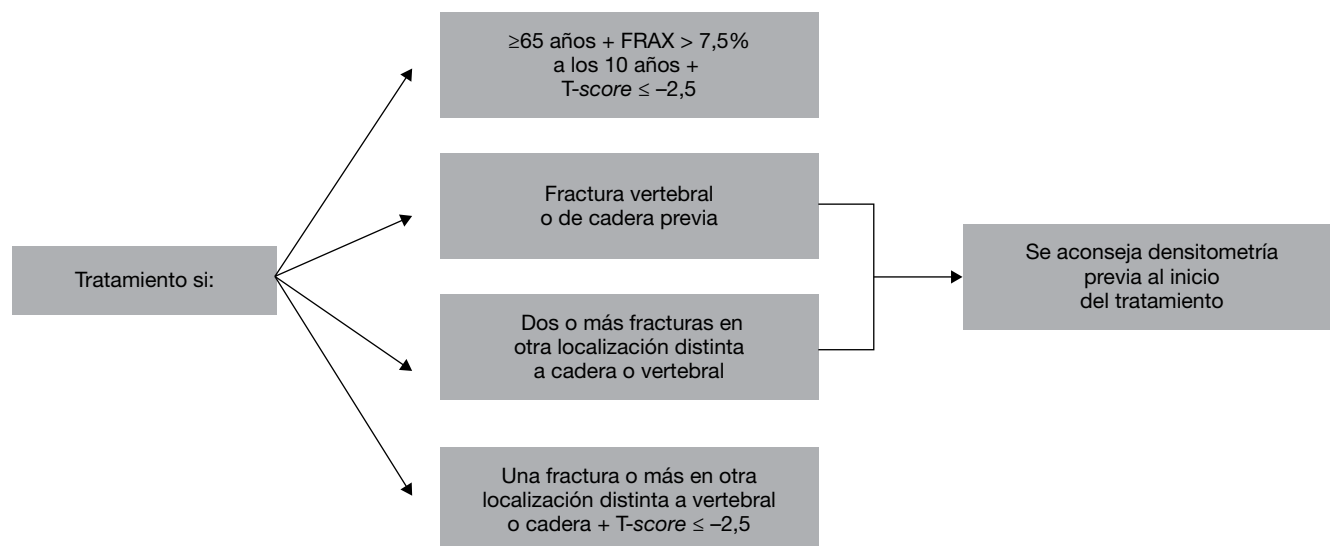 ≥65 años + FRAX > 7,5%
a los 10 años +
T-score ≤ –2,5
Fractura vertebral
o de cadera previa
Tratamiento si:
Se aconseja densitometría
previa al inicio
del tratamiento
Dos o más fracturas en
otra localización distinta
a cadera o vertebral
Una fractura o más en otra
localización distinta a vertebral
o cadera + T-score ≤ –2,5